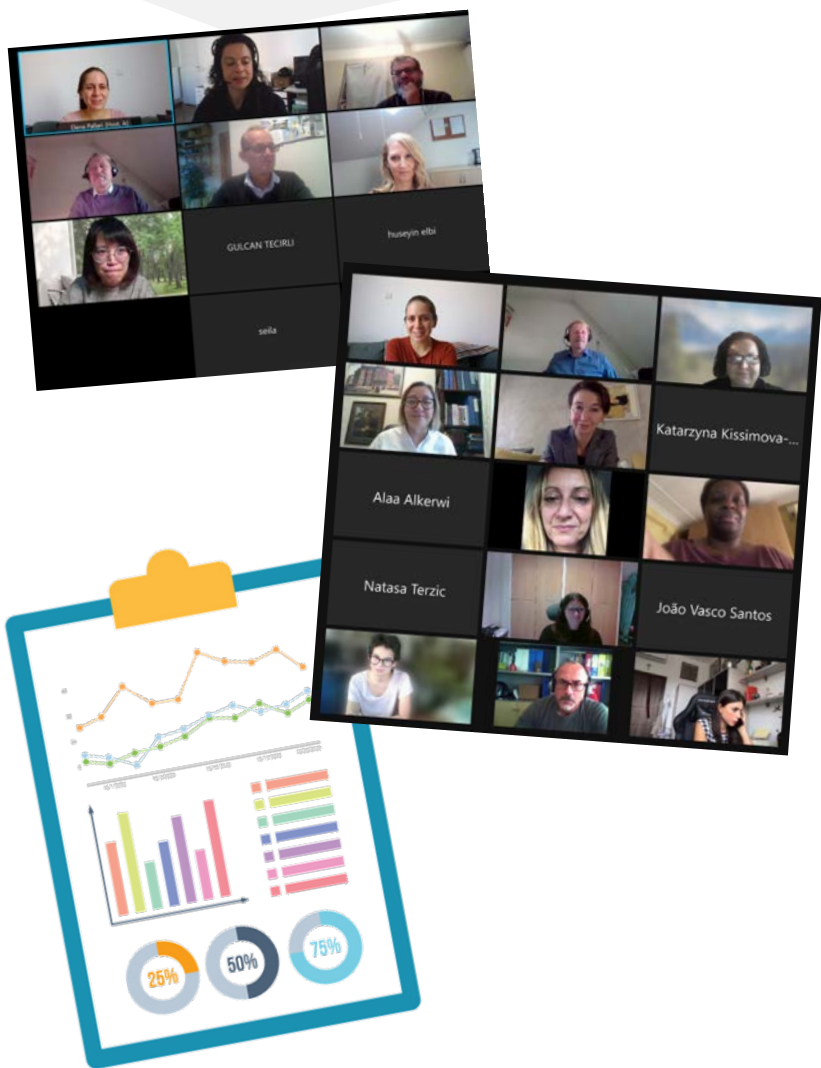 GULCAN TECIRLI
huseyin elbi
seila
Katarzyna Kissimova-...
Alaa Alkerwi
Natasa Terzic
João Vasco Santos
25%
50%
75%